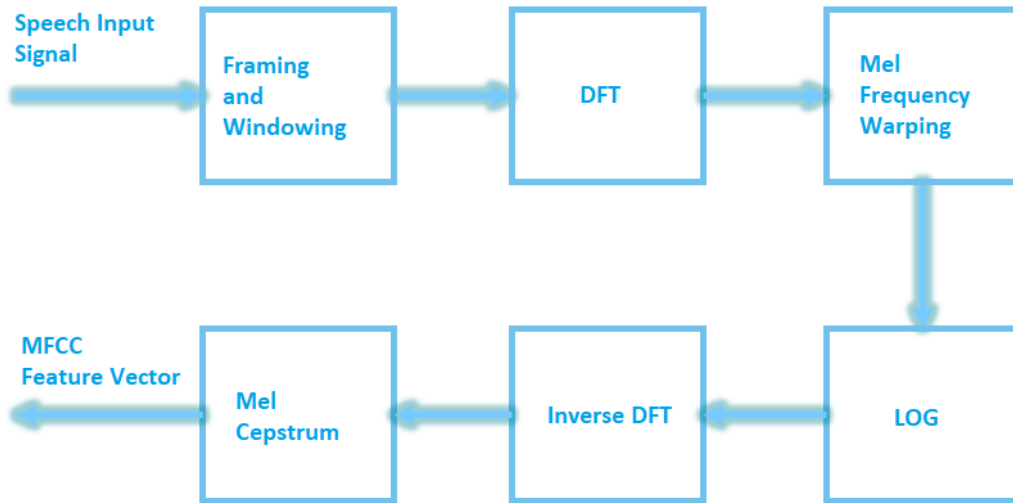 Speech Input
Signal
Framing
and
Windowing
DFT
Mel
Frequency
Warping
LOG
Inverse DFT
Mel
Cepstrum
MFCC
Feature Vector